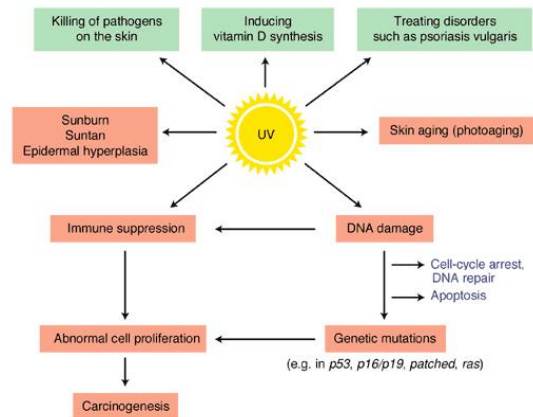 Killing of pathogens
on the skin
Inducing
vitamin D synthesis
Treating disorders
such as psoriasis vulgaris
Sunburn
Suntan
Epidermal hyperplasia
UV
Skin aging (photoaging)
Immune suppression
DNA damage
Cell-cycle arrest,
DNA repair
Apoptosis
Abnormal cell proliferation
Genetic mutations
(e.g. in p53, p16/p19, patched, ras)
Carcinogenesis